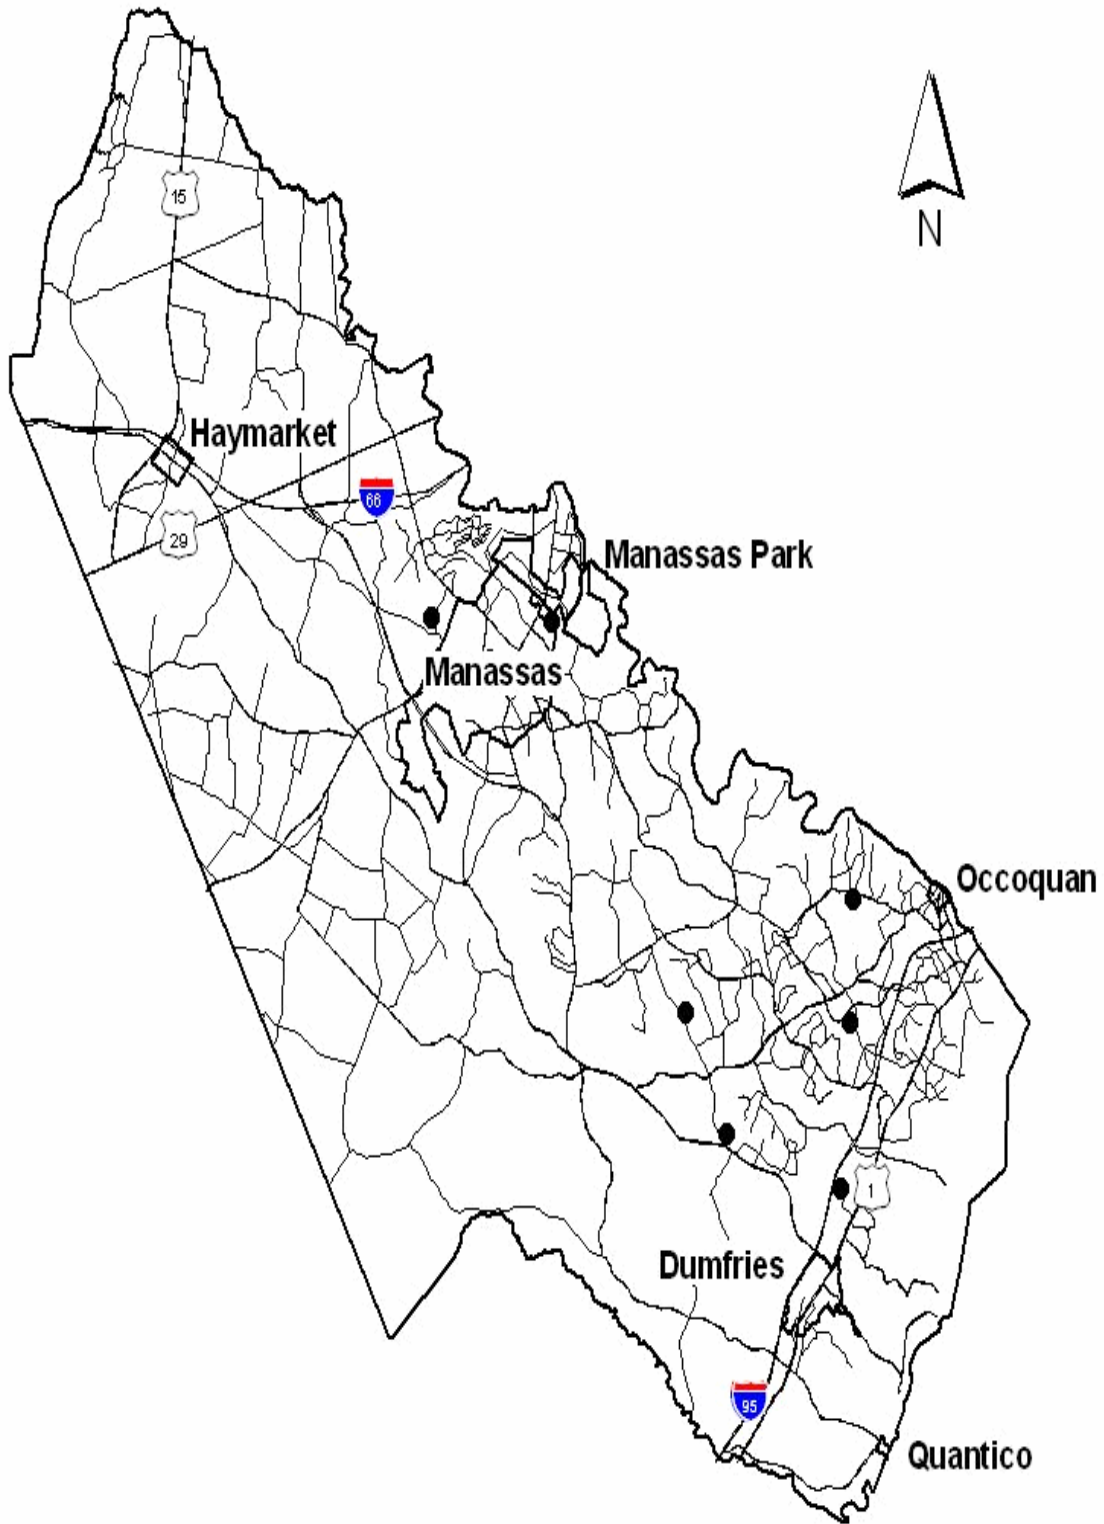 N
15
Haymarket
66
29
Manassas Park
Manassas
Occoquan
1
Dumfries
95
Quantico